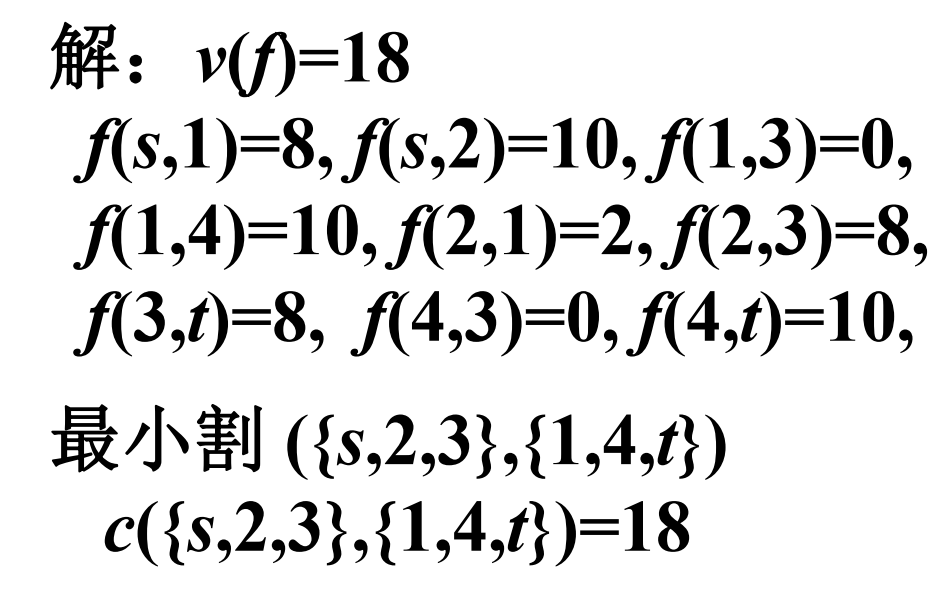 解：v(f)=18
f(s,1)=8, f(s,2)=10, f(1,3)=0,
f(1,4)=10, f(2,1)=2, f(2,3)=8,
f(3,t)=8, f(4,3)=0, f(4,t)=10,
最小割 ({s,2,3},{1,4,t})
c({s,2,3},{1,4,t})=18